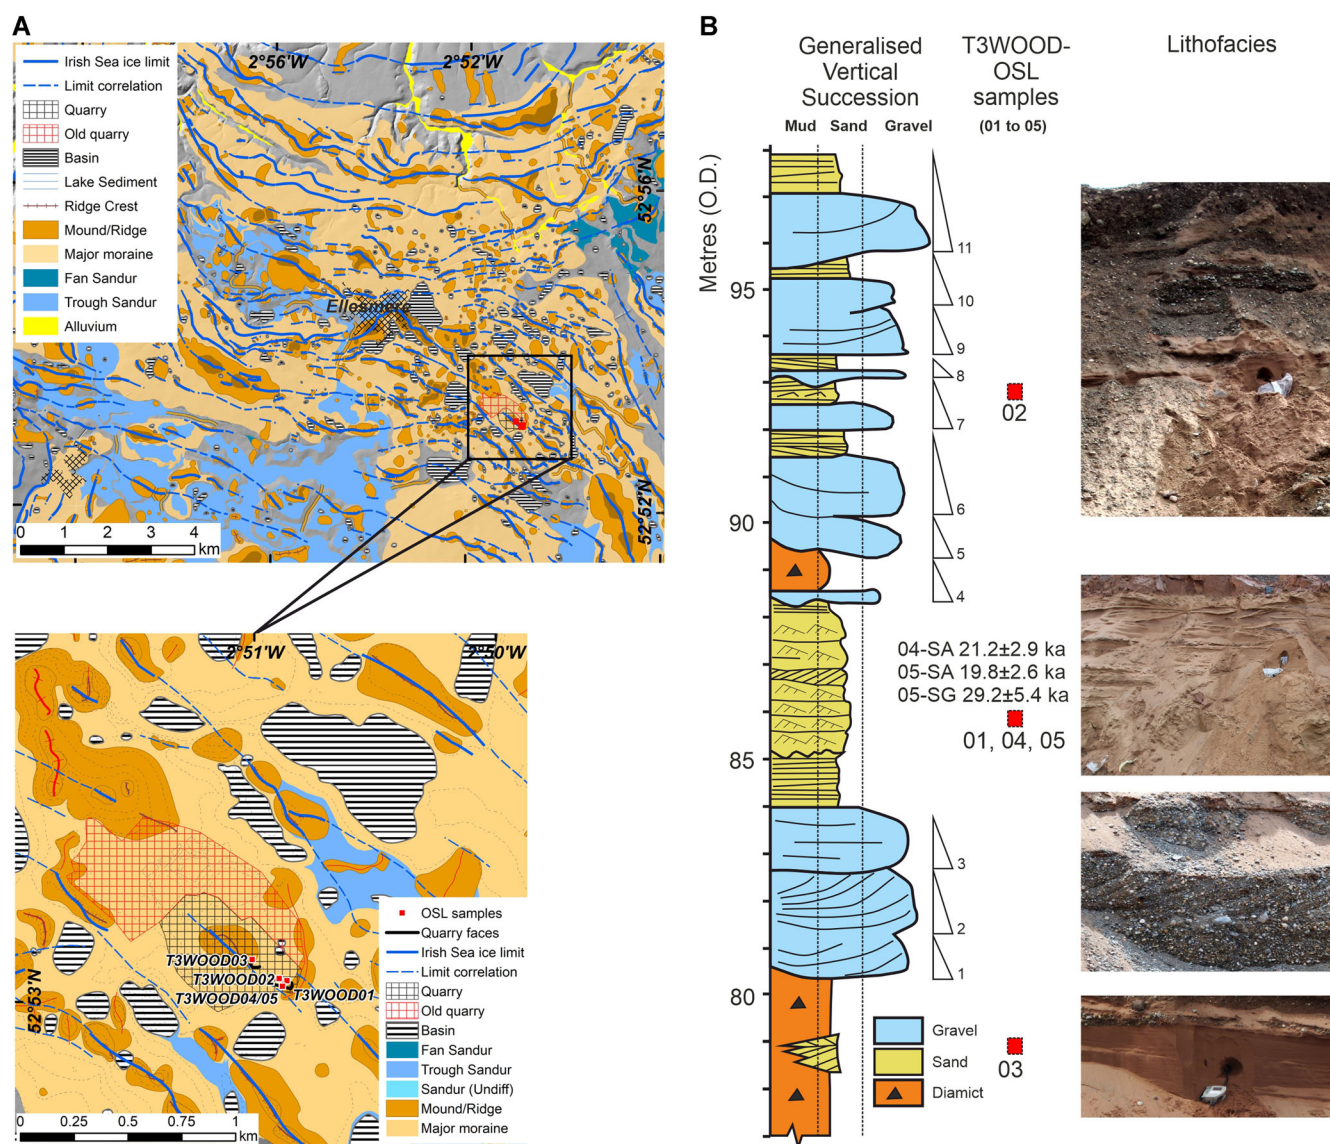 A
Irish Sea ice limit
Limit correlation
Quarry
Old quarry
Basin
Lake Sediment
Ridge Crest
Mound/Ridge
Major moraine
Fan Sandur
Trough Sandur
Alluvium
2°56'W
2°52'W
52°56'N
52°52'N
Ellesmere
0 1 2 3 4
km
2°51'W
2°50'W
52°53'N
T3WOOD03
T3WOOD02
T3WOOD04/05
T3WOOD01
OSL samples
Quarry faces
Irish Sea ice limit
Limit correlation
Quarry
Old quarry
Basin
Fan Sandur
Trough Sandur
Sandur (Undiff)
Mound/Ridge
Major moraine
0 0.25 0.5 0.75 1
km
B
Generalised
Vertical
Succession
Mud Sand Gravel
T3WOOD-
OSL
samples
(01 to 05)
Lithofacies
Metres (O.D.)
95
90
85
80
11
10
9
8
7
6
5
4
3
2
1
02
04-SA 21.2±2.9 ka
05-SA 19.8±2.6 ka
05-SG 29.2±5.4 ka
01, 04, 05
03
Gravel
Sand
Diamict